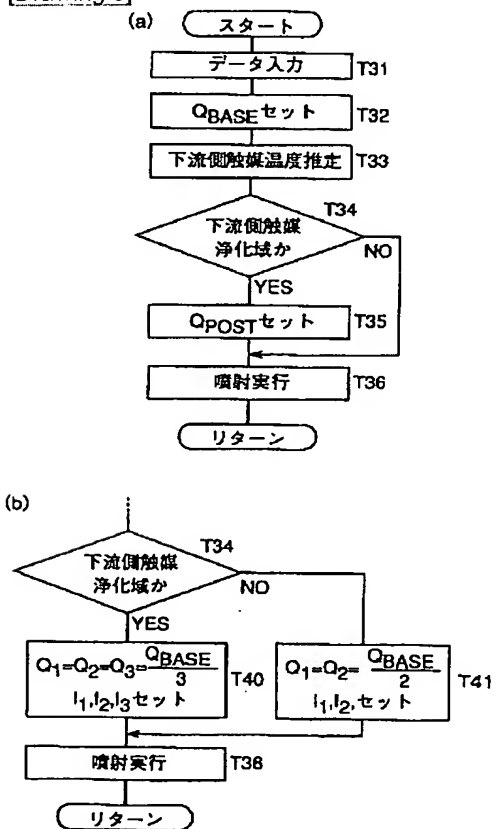 (a)
スタート
データ入力 T31
QBASEセット T32
下流側触媒温度推定 T33
T34
下流側触媒
浄化域か
NO
YES
QPOSTセット T35
噴射実行 T36
リターン
(b)
T34
下流側触媒
浄化域か
NO
YES
Q1=Q2=Q3=QBASE/3
I1,I2,I3セット
T40
Q1=Q2=QBASE/2
I1,I2,セット
T41
噴射実行 T36
リターン